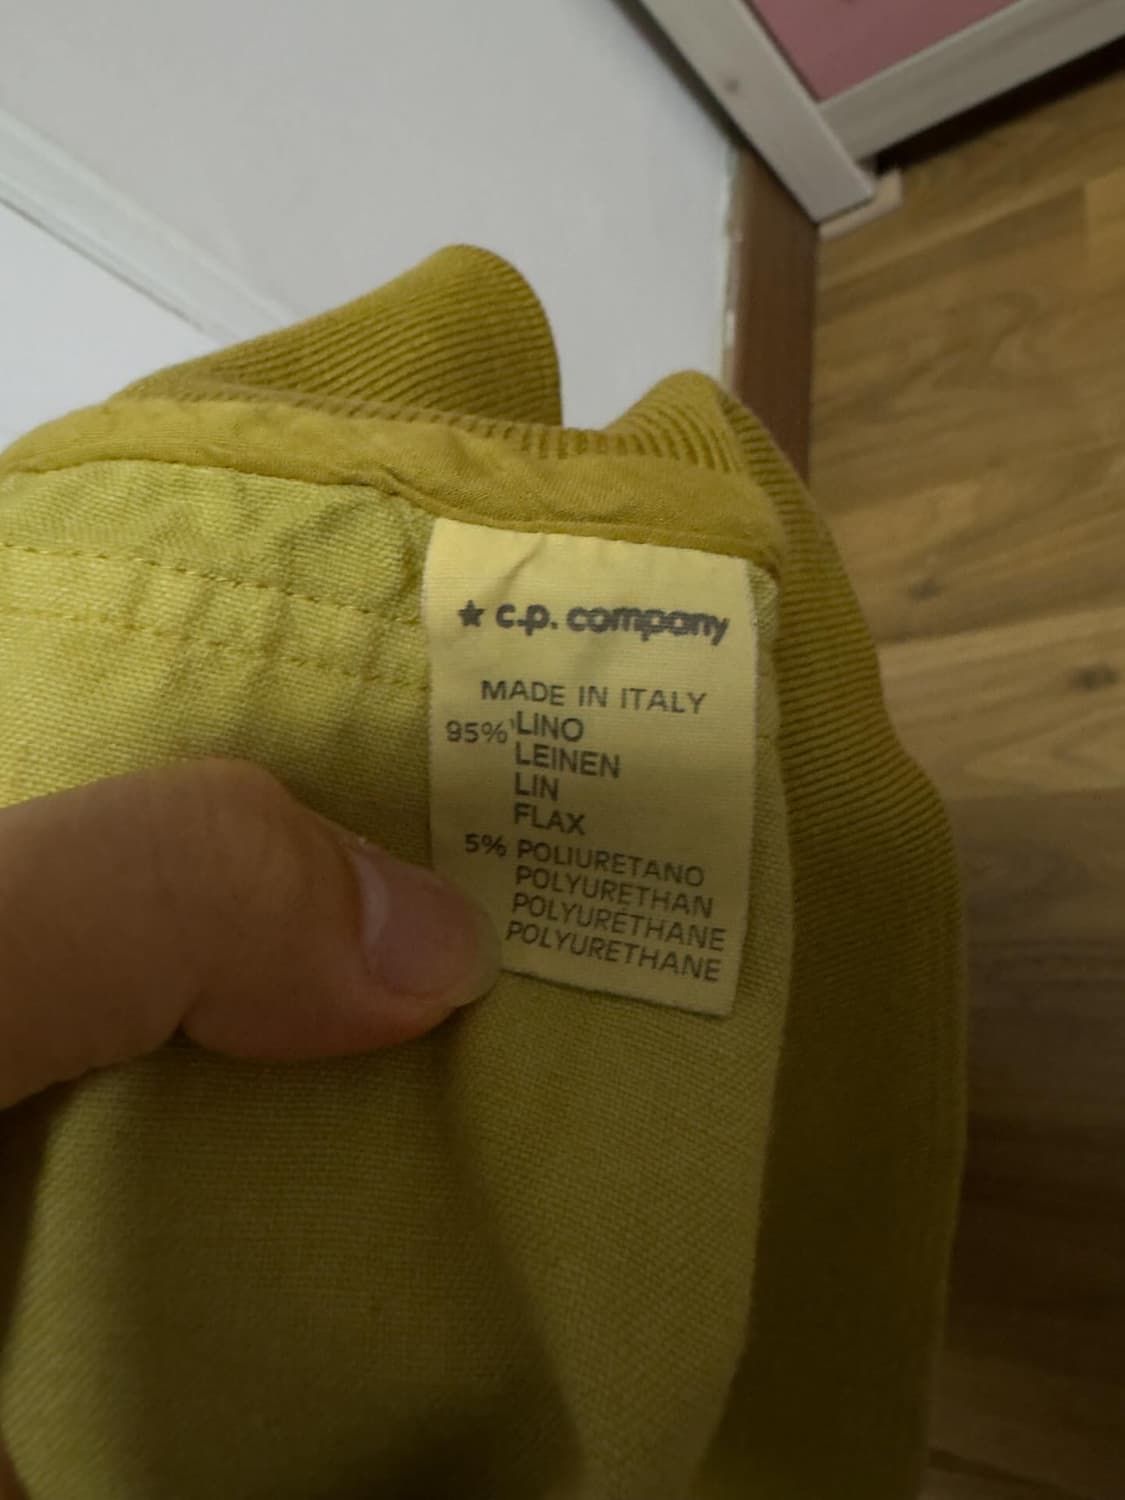 ★ c.p. company
MADE IN ITALY
95% LINO
LEINEN
LIN
FLAX
5% POLIURETANO
POLYURETHAN
POLYURÉTHANE
POLYURETHANE